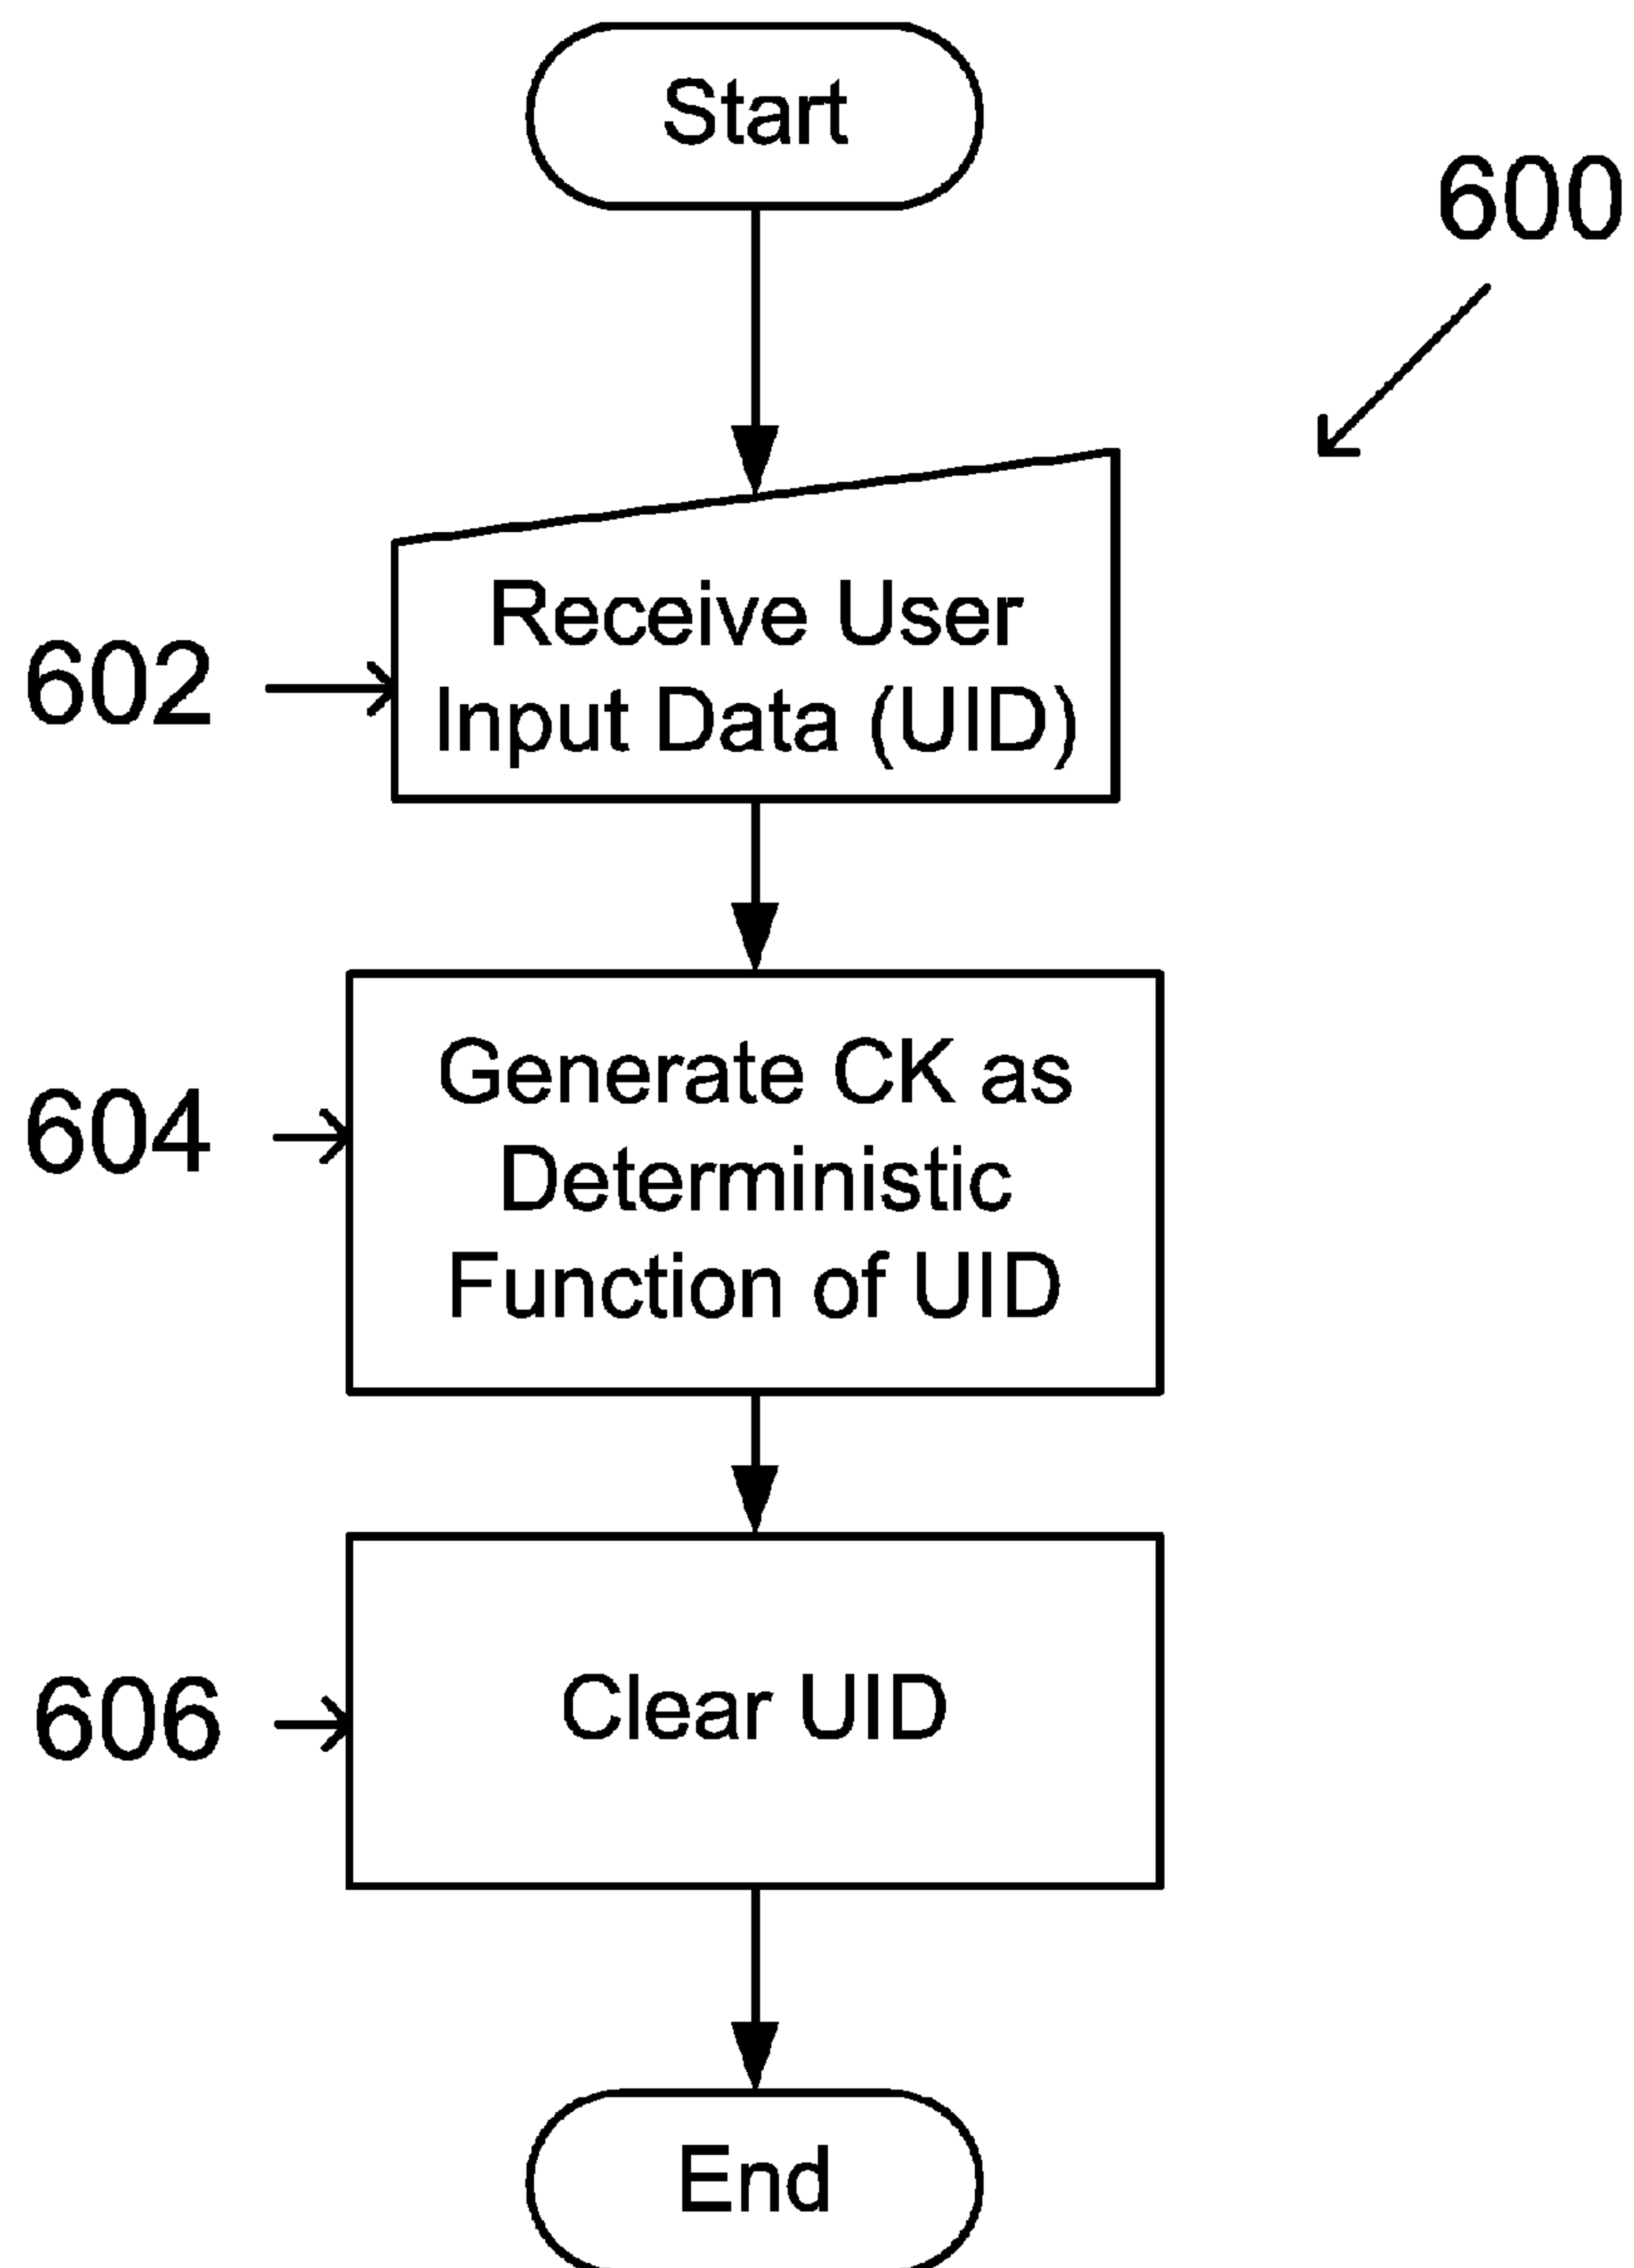 Start
600
602
Receive User
Input Data (UID)
604
Generate CK as
Deterministic
Function of UID
606
Clear UID
End